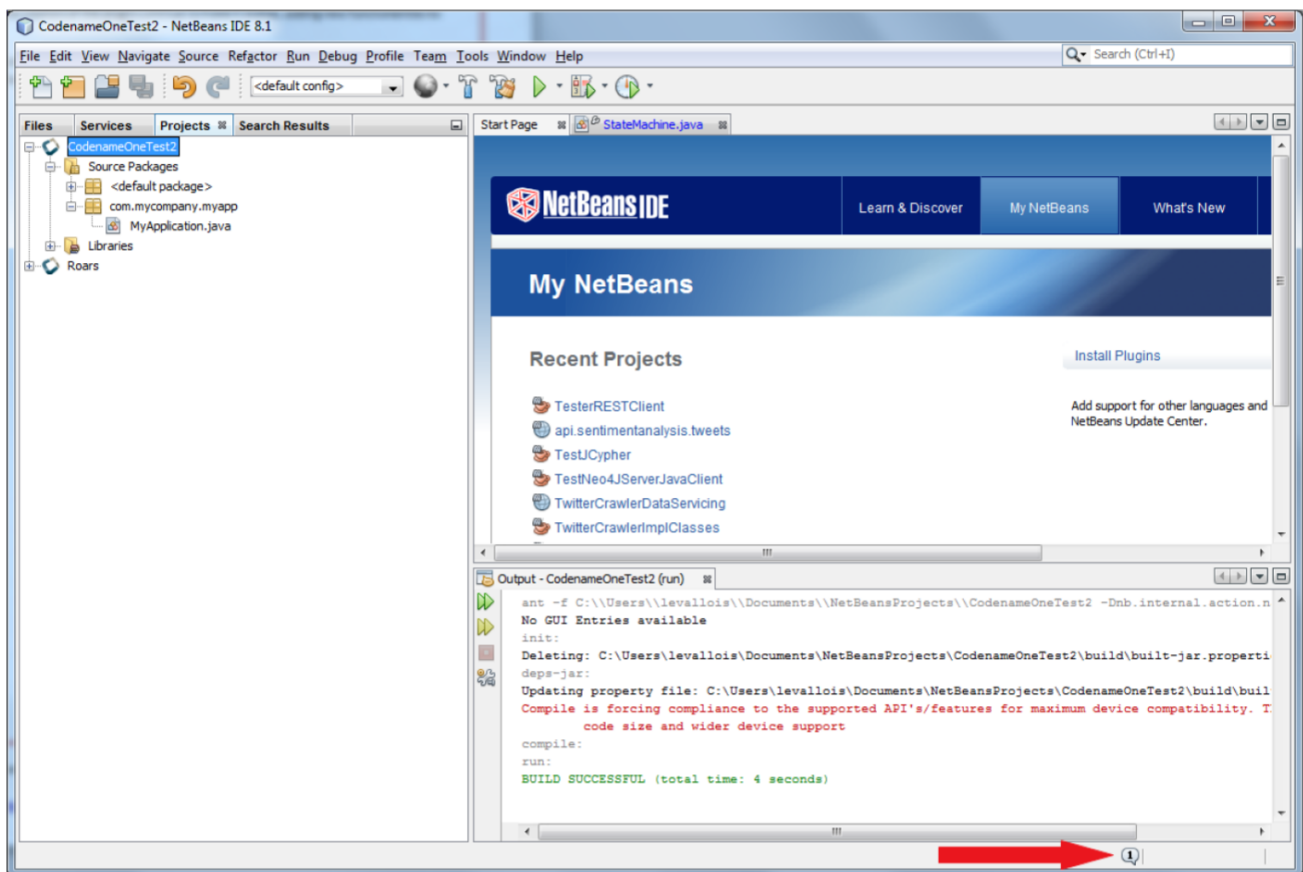 CodenameOneTest2 - NetBeans IDE 8.1
File Edit View Navigate Source Refactor Run Debug Profile Team Tools Window Help
Search (Ctrl+I)
<default config>
Files Services Projects Search Results
Start Page StateMachine.java
CodenameOneTest2
Source Packages
<default package>
com.mycompany.myapp
MyApplication.java
Libraries
Roars
NetBeans IDE
Learn & Discover
My NetBeans
What's New
My NetBeans
Recent Projects
TesterRESTClient
api.sentimentanalysis.tweets
TestJCypher
TestNeo4JServerJavaClient
TwitterCrawlerDataServicing
TwitterCrawlerImplClasses
Install Plugins
Add support for other languages and
NetBeans Update Center.
Output - CodenameOneTest2 (run)
ant -f C:\\Users\\levallois\\Documents\\NetBeansProjects\\CodenameOneTest2 -Dnb.internal.action.n
No GUI Entries available
init:
Deleting: C:\Users\levallois\Documents\NetBeansProjects\CodenameOneTest2\build\built-jar.properti
deps-jar:
Updating property file: C:\Users\levallois\Documents\NetBeansProjects\CodenameOneTest2\build\buil
Compile is forcing compliance to the supported API's/features for maximum device compatibility. T
code size and wider device support
compile:
run:
BUILD SUCCESSFUL (total time: 4 seconds)
1